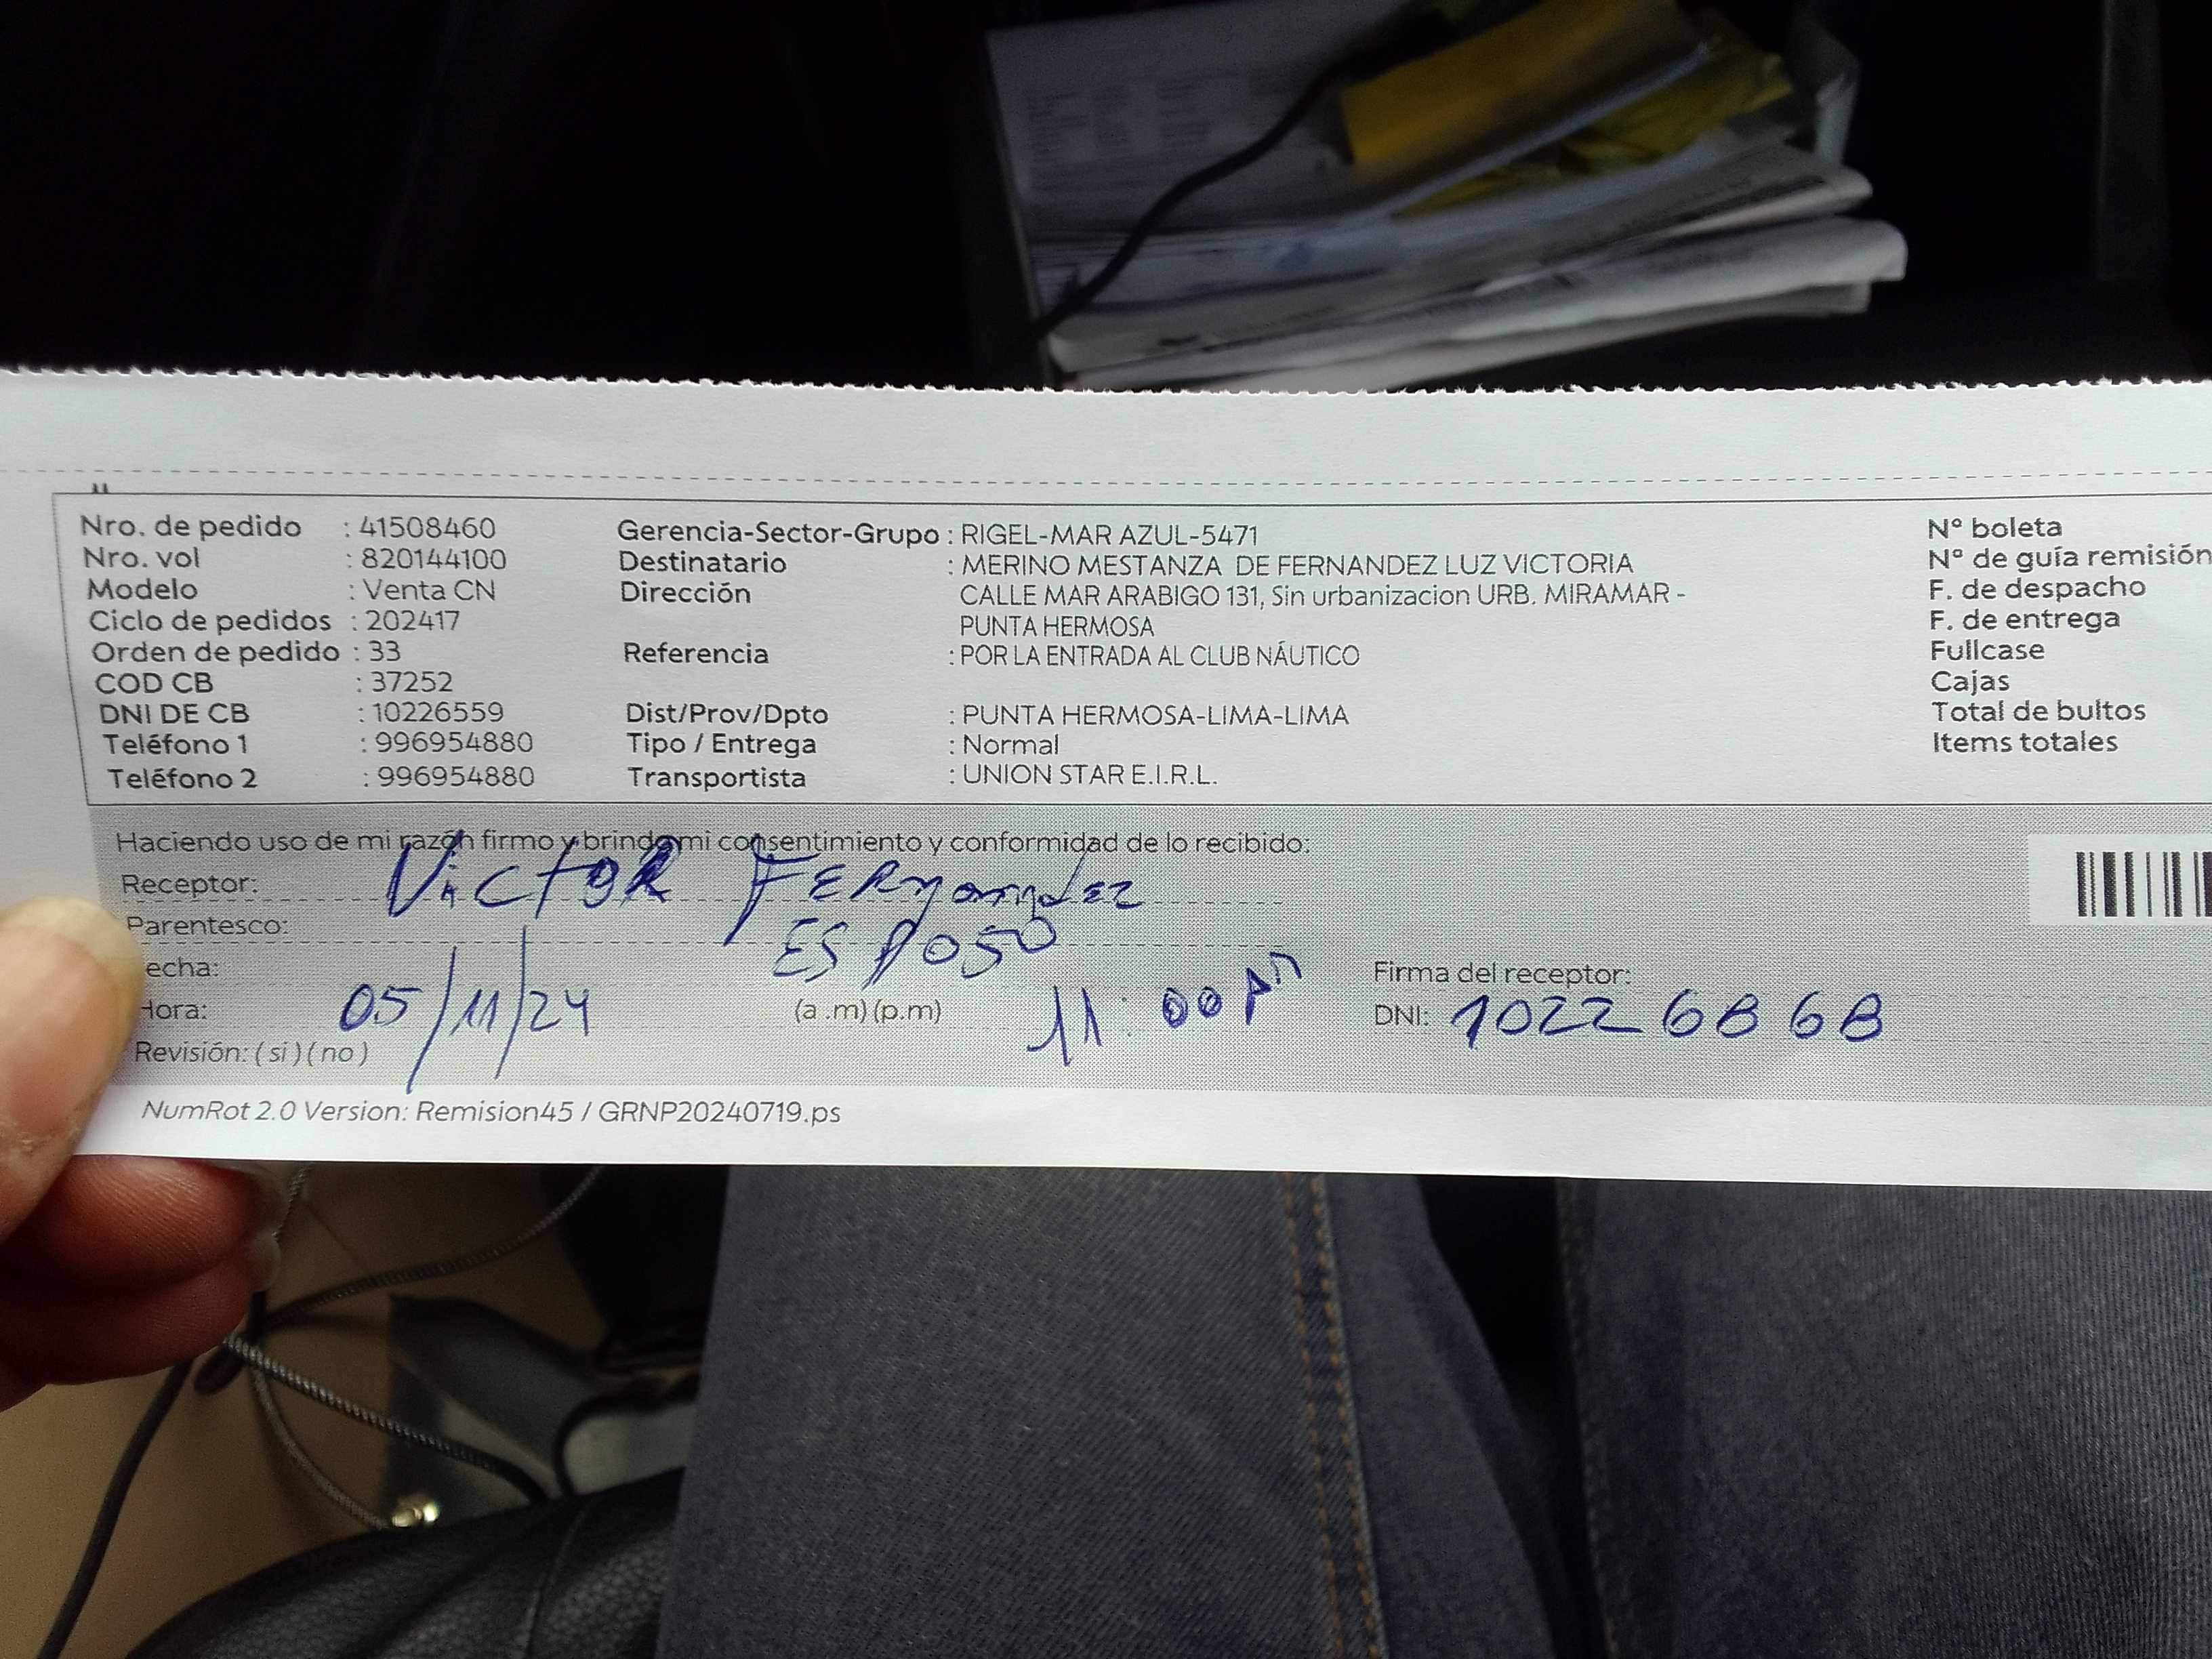 Nro. de pedido : 41508460 Gerencia-Sector-Grupo : RIGEL-MAR AZUL-5471 Nº boleta
Nro. vol : 820144100 Destinatario : MERINO MESTANZA DE FERNANDEZ LUZ VICTORIA Nº de guía remisión
Modelo : Venta CN Dirección CALLE MAR ARABIGO 131, Sin urbanizacion URB. MIRAMAR - F. de despacho
Ciclo de pedidos : 202417 PUNTA HERMOSA F. de entrega
Orden de pedido : 33 Referencia : POR LA ENTRADA AL CLUB NÁUTICO Fullcase
COD CB : 37252 Cajas
DNI DE CB : 10226559 Dist/Prov/Dpto : PUNTA HERMOSA-LIMA-LIMA Total de bultos
Teléfono 1 : 996954880 Tipo / Entrega : Normal Items totales
Teléfono 2 : 996954880 Transportista : UNION STAR E.I.R.L.
Haciendo uso de mi razón firmo y brindo mi consentimiento y conformidad de lo recibido:
Receptor: Victor Fernandez
Parentesco: ESPOSO
echa: Firma del receptor:
Hora: 05/11/24 (a .m) (p.m) 11:00 DNI: 10226868
Revisión: ( si ) ( no )
NumRot 2.0 Version: Remision45 / GRNP20240719.ps